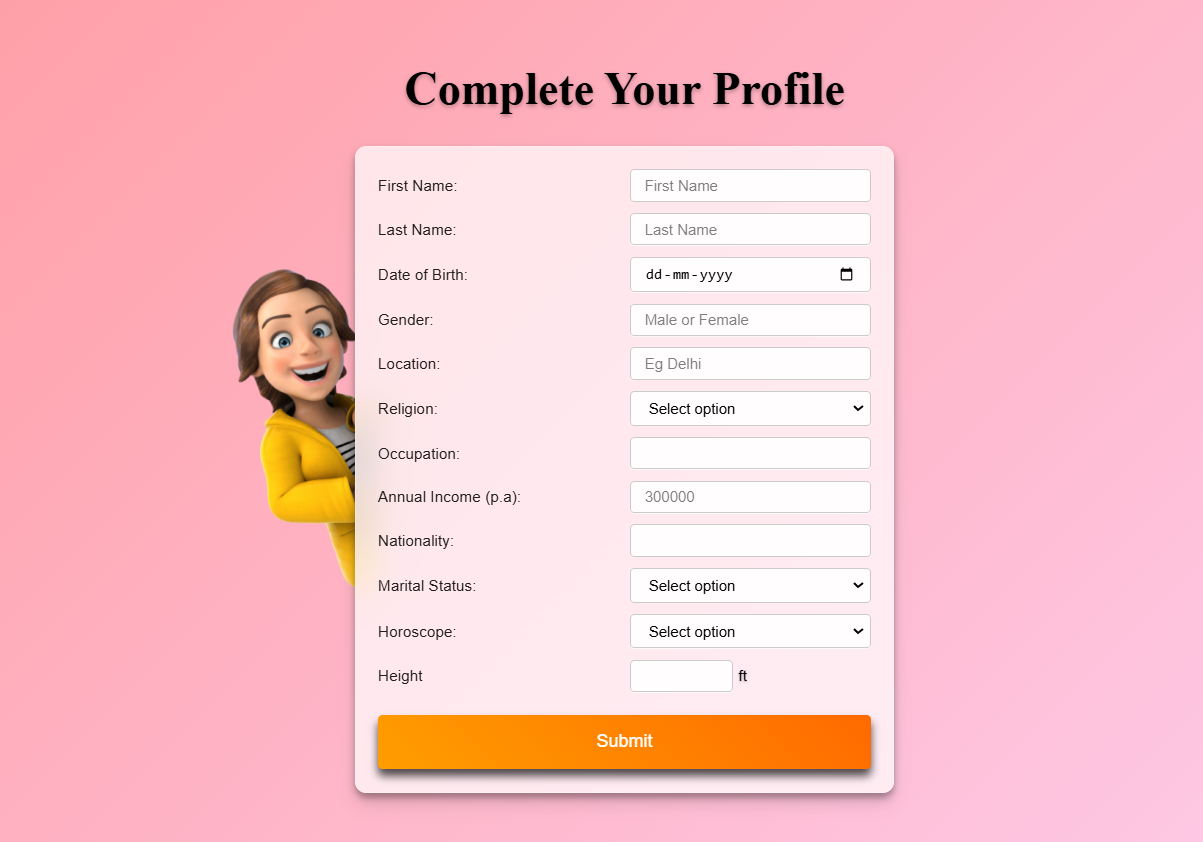 Complete Your Profile
First Name: First Name
Last Name: Last Name
Date of Birth: dd-mm-yyyy
Gender: Male or Female
Location: Eg Delhi
Religion: Select option
Occupation:
Annual Income (p.a): 300000
Nationality:
Marital Status: Select option
Horoscope: Select option
Height ft
Submit